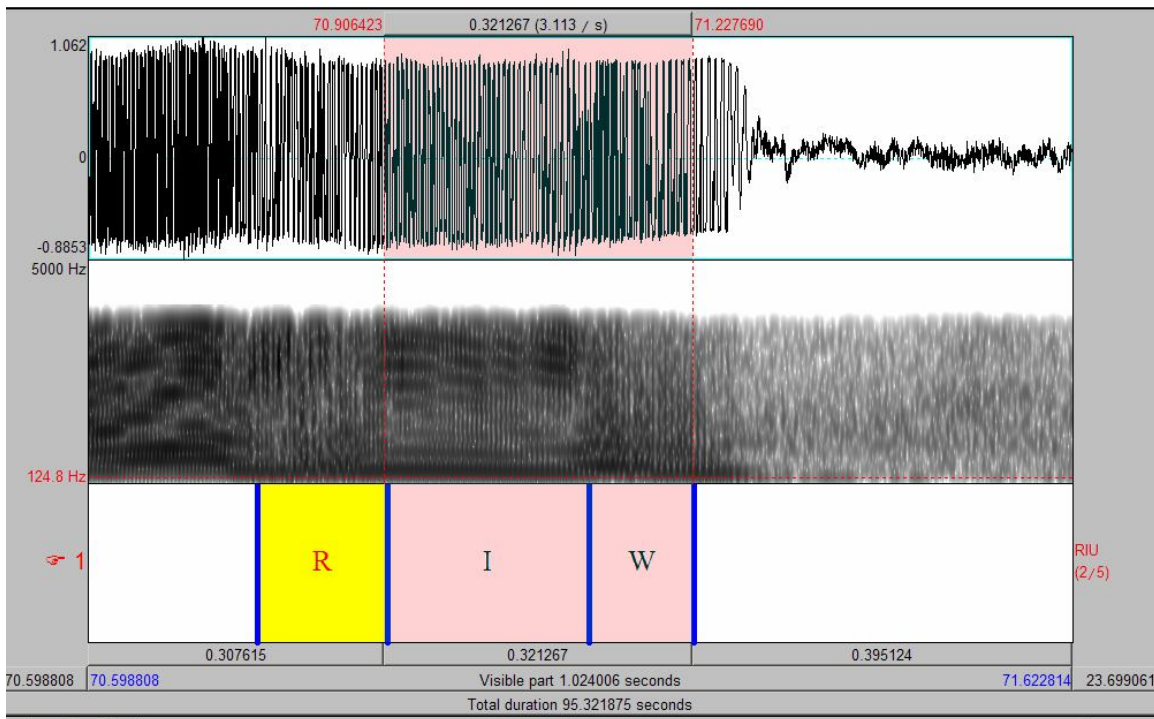 70.906423 0.321267 (3.113 / s) 71.227690
1.062
0
-0.8853
5000 Hz
124.8 Hz
1 R I W RIU
(2/5)
0.307615 0.321267 0.395124
70.598808 70.598808 Visible part 1.024006 seconds 71.622814 23.699061
Total duration 95.321875 seconds